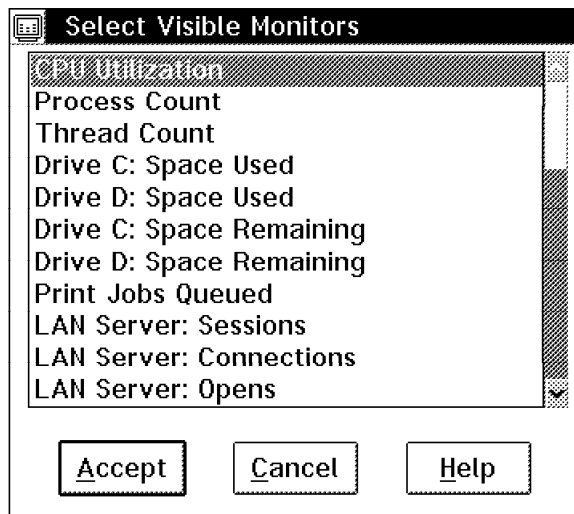 Select Visible Monitors
CPU Utilization
Process Count
Thread Count
Drive C: Space Used
Drive D: Space Used
Drive C: Space Remaining
Drive D: Space Remaining
Print Jobs Queued
LAN Server: Sessions
LAN Server: Connections
LAN Server: Opens
Accept
Cancel
Help